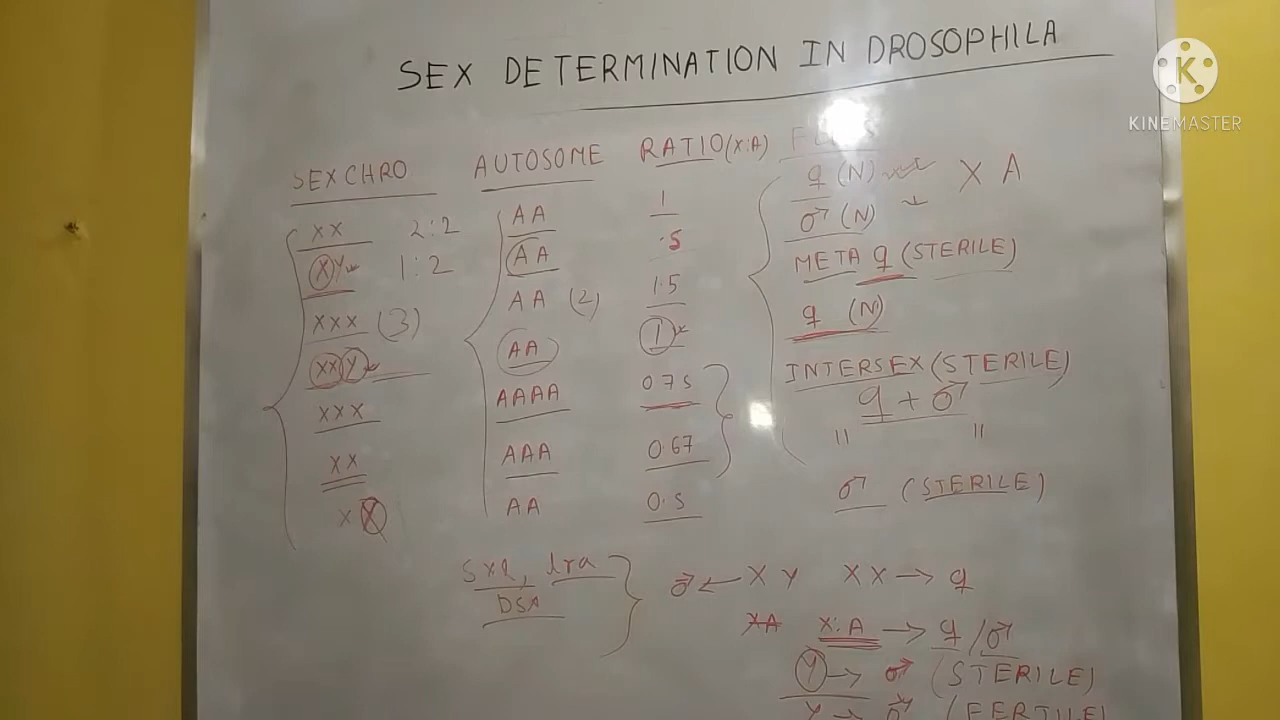 SEX DETERMINATION IN DROSOPHILA
KINEMASTER
SEX CHRO AUTOSOME RATIO (X:A)
XX 2:2 AA 1 ♀ (N) X A
XY 1:2 AA .5 ♂ (N)
XXX (3) AA (2) 1.5 META ♀ (STERILE)
XXY AA 1 ♀ (N)
XXX AAAA 0.75 INTERSEX (STERILE)
♀ + ♂
XX AAA 0.67 " "
X AA 0.5 ♂ (STERILE)
SXL, tra
DSX
♂ ← XY XX → ♀
XA X:A → ♀/♂
Y → ♂ (STERILE)
Y → ♂ (FERTILE)